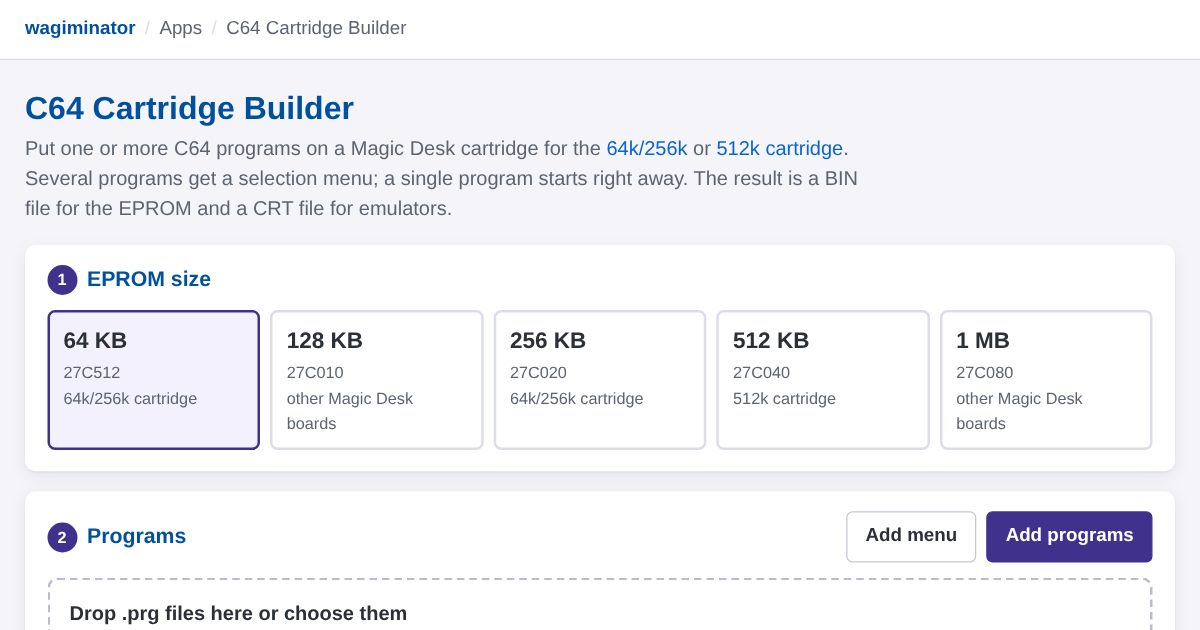 wagiminator / Apps / C64 Cartridge Builder
C64 Cartridge Builder
Put one or more C64 programs on a Magic Desk cartridge for the 64k/256k or 512k cartridge.
Several programs get a selection menu; a single program starts right away. The result is a BIN
file for the EPROM and a CRT file for emulators.
1 EPROM size
64 KB
27C512
64k/256k cartridge
128 KB
27C010
other Magic Desk
boards
256 KB
27C020
64k/256k cartridge
512 KB
27C040
512k cartridge
1 MB
27C080
other Magic Desk
boards
2 Programs
Add menu
Add programs
Drop .prg files here or choose them